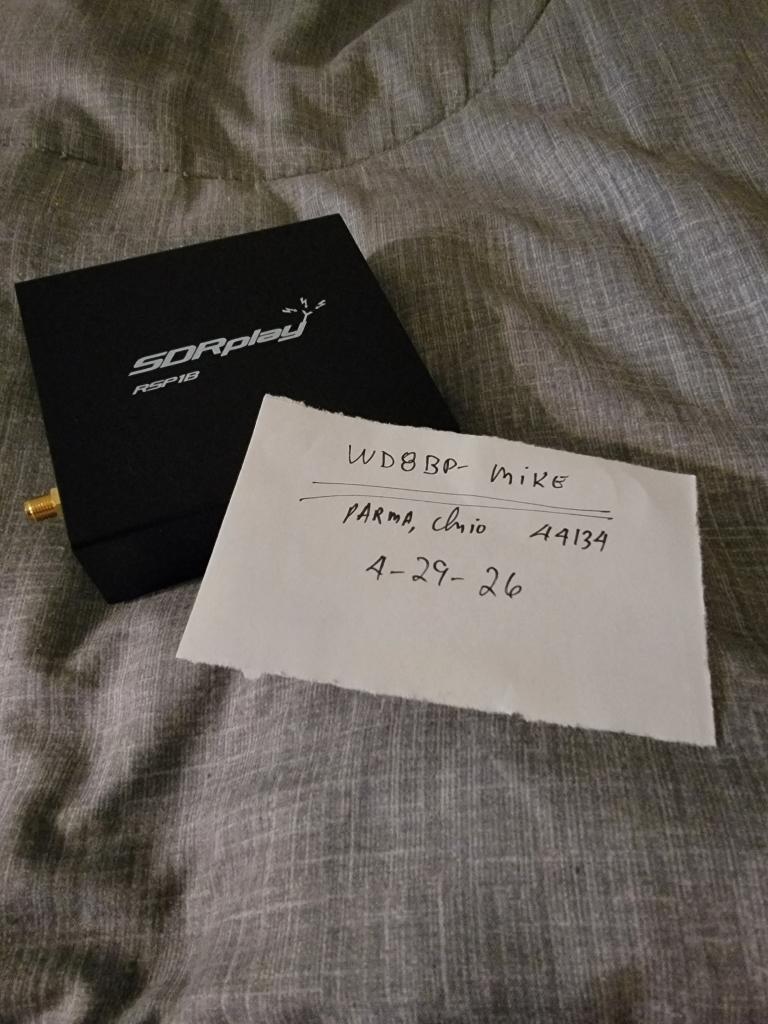 SDRplay
RSP1B
WD8BP- MIKE
PARMA, Ohio 44134
4-29-26